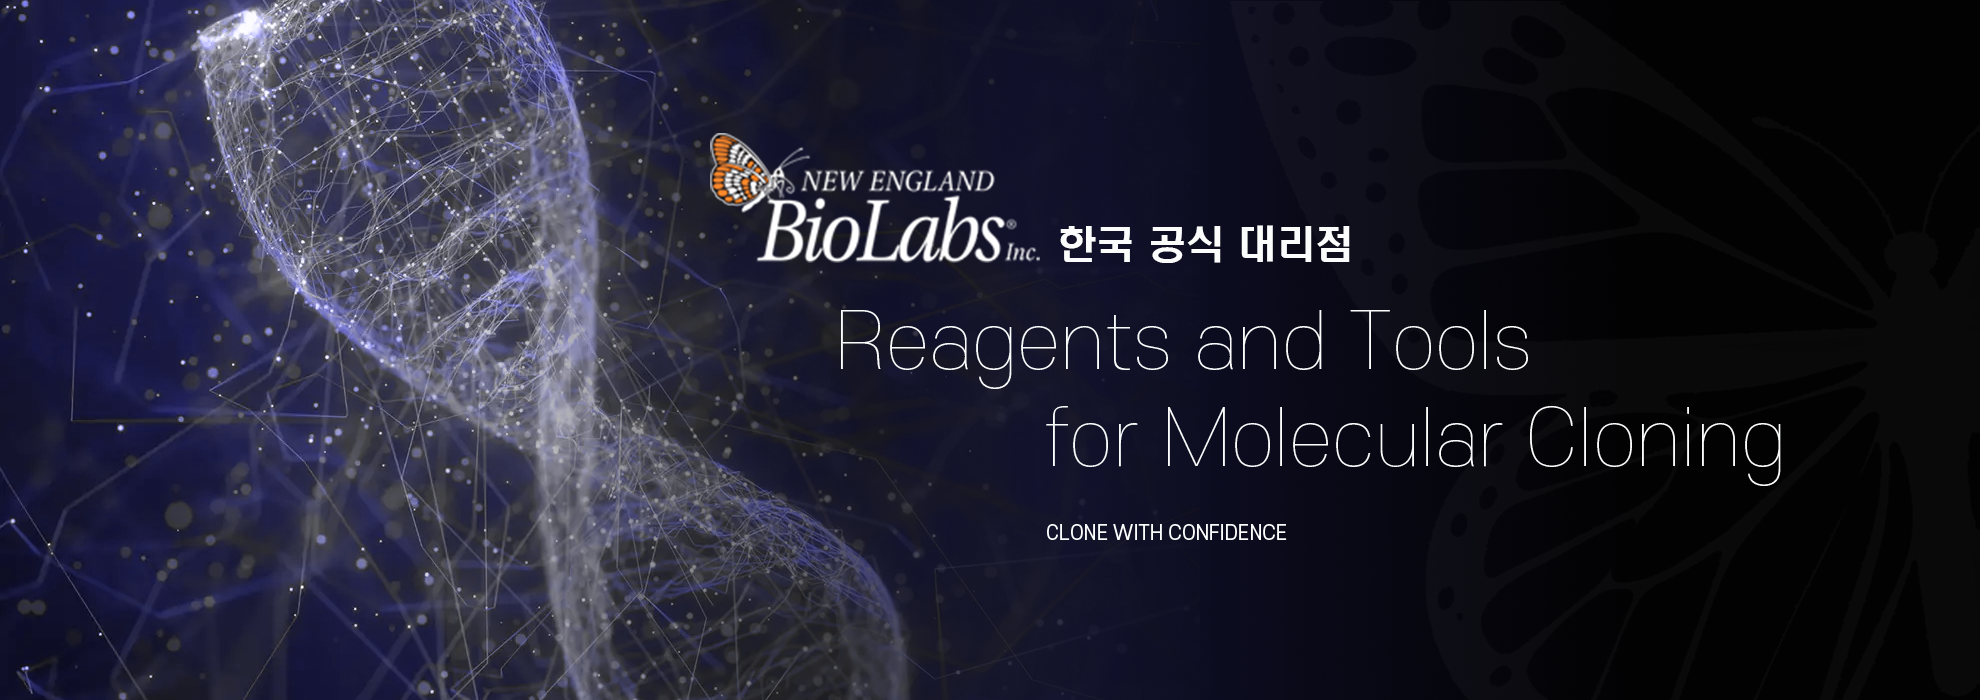 NEW ENGLAND
BioLabs® Inc. 한국 공식 대리점
Reagents and Tools
for Molecular Cloning
CLONE WITH CONFIDENCE